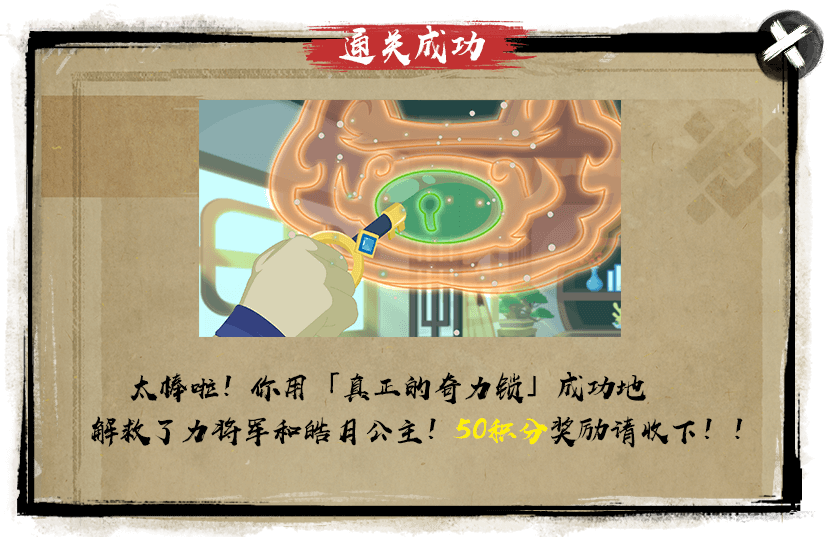 通关成功
太棒啦！你用「真正的奇力锁」成功地
解救了力将军和皓月公主！50积分奖励请收下！！